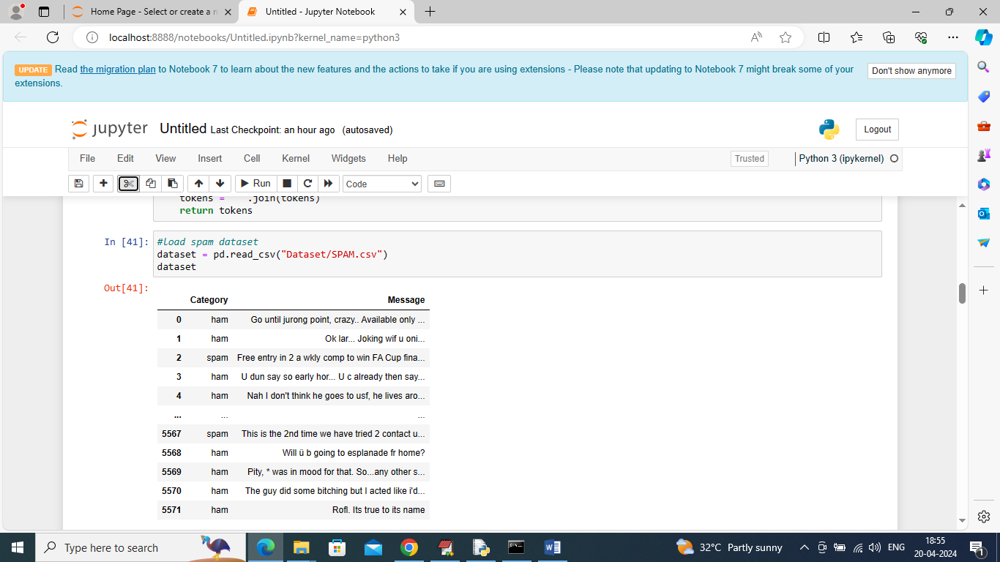 Home Page - Select or create a n
Untitled - Jupyter Notebook
localhost:8888/notebooks/Untitled.ipynb?kernel_name=python3
UPDATE Read the migration plan to Notebook 7 to learn about the new features and the actions to take if you are using extensions - Please note that updating to Notebook 7 might break some of your
extensions.
Don't show anymore
jupyter Untitled Last Checkpoint: an hour ago (autosaved)
Logout
File Edit View Insert Cell Kernel Widgets Help
Trusted
Python 3 (ipykernel)
Run
Code
tokens = .join(tokens)
return tokens
In [41]: #load spam dataset
dataset = pd.read_csv("Dataset/SPAM.csv")
dataset
Out[41]:
Category Message
0 ham Go until jurong point, crazy.. Available only ...
1 ham Ok lar... Joking wif u oni...
2 spam Free entry in 2 a wkly comp to win FA Cup fina...
3 ham U dun say so early hor... U c already then say...
4 ham Nah I don't think he goes to usf, he lives aro...
... ... ...
5567 spam This is the 2nd time we have tried 2 contact u...
5568 ham Will ü b going to esplanade fr home?
5569 ham Pity, * was in mood for that. So...any other s...
5570 ham The guy did some bitching but I acted like i'd...
5571 ham Rofl. Its true to its name
Type here to search
32°C Partly sunny
ENG
18:55
20-04-2024
1